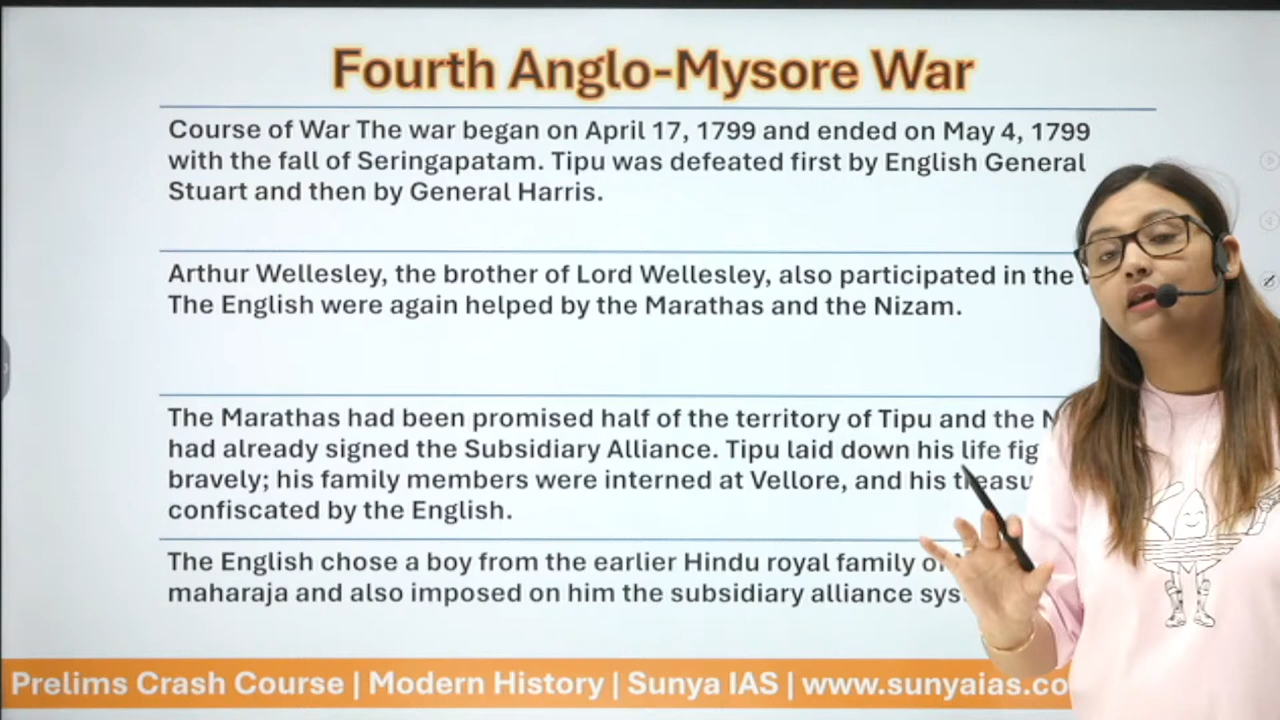 Fourth Anglo-Mysore War
Course of War The war began on April 17, 1799 and ended on May 4, 1799
with the fall of Seringapatam. Tipu was defeated first by English General
Stuart and then by General Harris.
Arthur Wellesley, the brother of Lord Wellesley, also participated in the
The English were again helped by the Marathas and the Nizam.
The Marathas had been promised half of the territory of Tipu and the
had already signed the Subsidiary Alliance. Tipu laid down his life
bravely; his family members were interned at Vellore, and his
confiscated by the English.
The English chose a boy from the earlier Hindu royal family
maharaja and also imposed on him the subsidiary alliance
Prelims Crash Course | Modern History | Sunya IAS | www.sunyaias.co